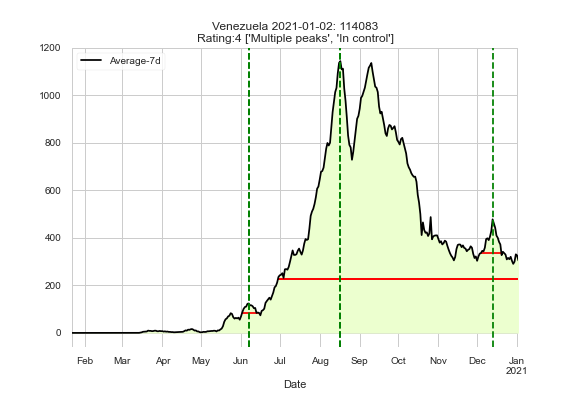 Venezuela 2021-01-02: 114083
Rating:4 ['Multiple peaks', 'In control']
1200
Average-7d
1000
800
600
400
200
0
Feb Mar Apr May Jun Jul Aug Sep Oct Nov Dec Jan
2021
Date